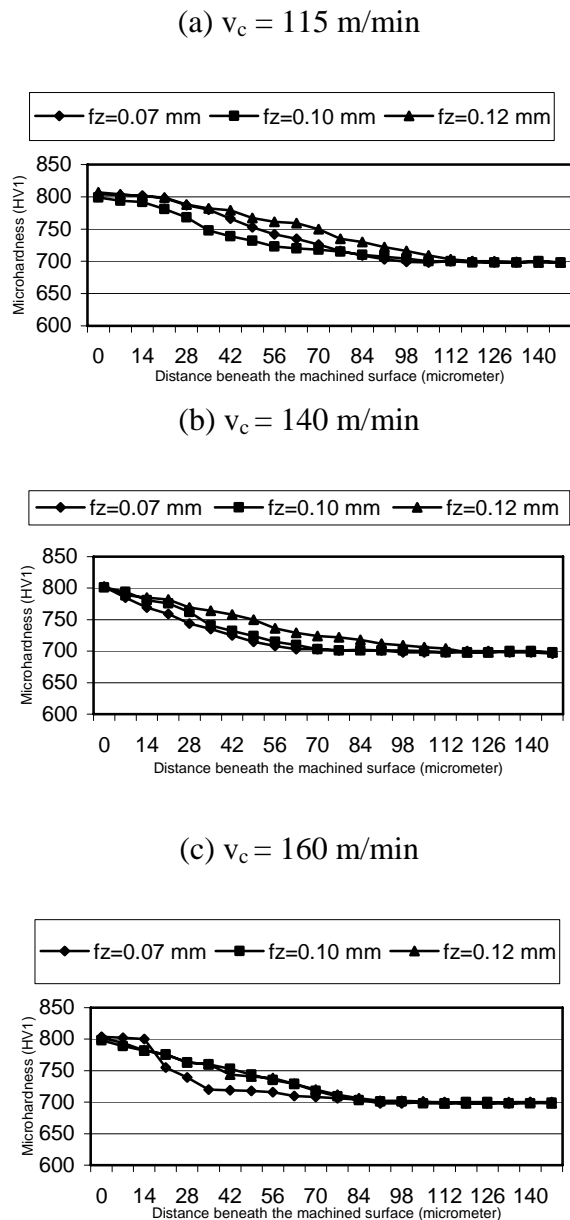 (a) vc = 115 m/min
fz=0.07 mm fz=0.10 mm fz=0.12 mm
850
800
750
700
650
600
Microhardness (HV1)
0 14 28 42 56 70 84 98 112 126 140
Distance beneath the machined surface (micrometer)
(b) vc = 140 m/min
fz=0.07 mm fz=0.10 mm fz=0.12 mm
850
800
750
700
650
600
Microhardness (HV1)
0 14 28 42 56 70 84 98 112 126 140
Distance beneath the machined surface (micrometer)
(c) vc = 160 m/min
fz=0.07 mm fz=0.10 mm fz=0.12 mm
850
800
750
700
650
600
Microhardness (HV1)
0 14 28 42 56 70 84 98 112 126 140
Distance beneath the machined surface (micrometer)